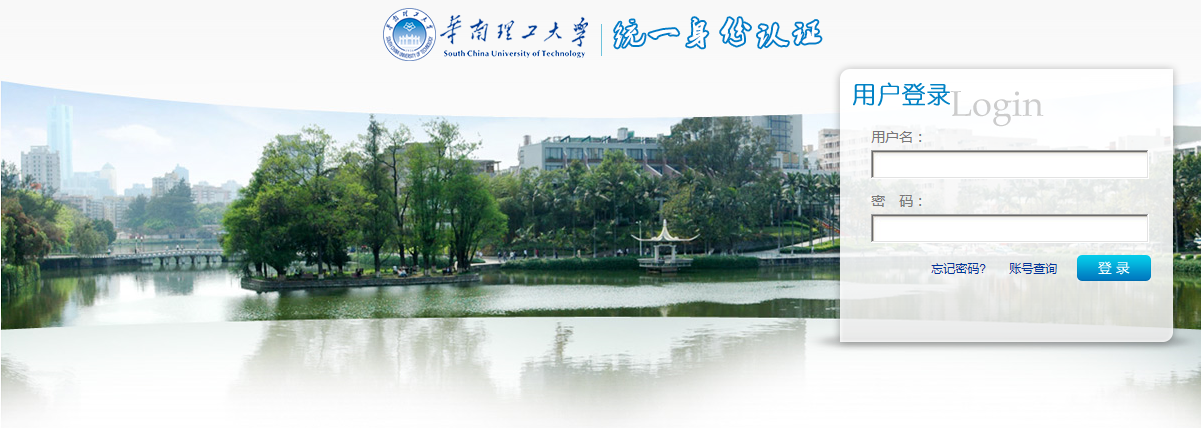 华南理工大学 统一身份认证
South China University of Technology
用户登录 Login
用户名：
密 码：
忘记密码? 账号查询 登 录